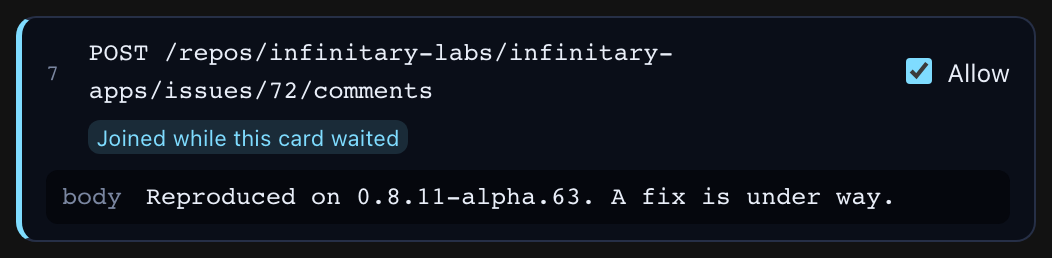 7
POST /repos/infinitary-labs/infinitary-
apps/issues/72/comments
Allow
Joined while this card waited
body Reproduced on 0.8.11-alpha.63. A fix is under way.